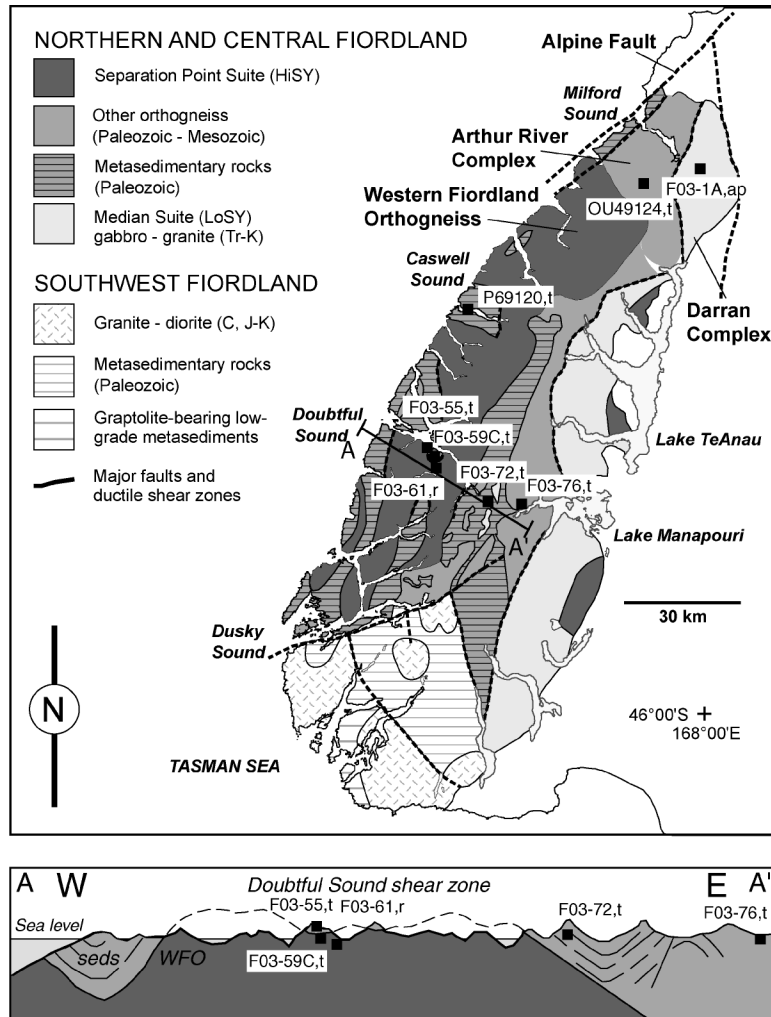 NORTHERN AND CENTRAL FIORDLAND
Separation Point Suite (HiSY)
Other orthogneiss
(Paleozoic - Mesozoic)
Metasedimentary rocks
(Paleozoic)
Median Suite (LoSY)
gabbro - granite (Tr-K)
SOUTHWEST FIORDLAND
Granite - diorite (C, J-K)
Metasedimentary rocks
(Paleozoic)
Graptolite-bearing low-
grade metasediments
Major faults and
ductile shear zones
Alpine Fault
Milford
Sound
Arthur River
Complex
F03-1A,ap
OU49124,t
Western Fiordland
Orthogneiss
Caswell
Sound
P69120,t
Darran
Complex
F03-55,t
Doubtful
Sound
F03-59C,t
A
Lake TeAnau
F03-72,t
F03-76,t
F03-61,r
A'
Lake Manapouri
30 km
Dusky
Sound
46°00'S
168°00'E
N
TASMAN SEA
A W
Doubtful Sound shear zone
E A'
F03-55,t
F03-61,r
F03-72,t
F03-76,t
Sea level
seds
WFO
F03-59C,t